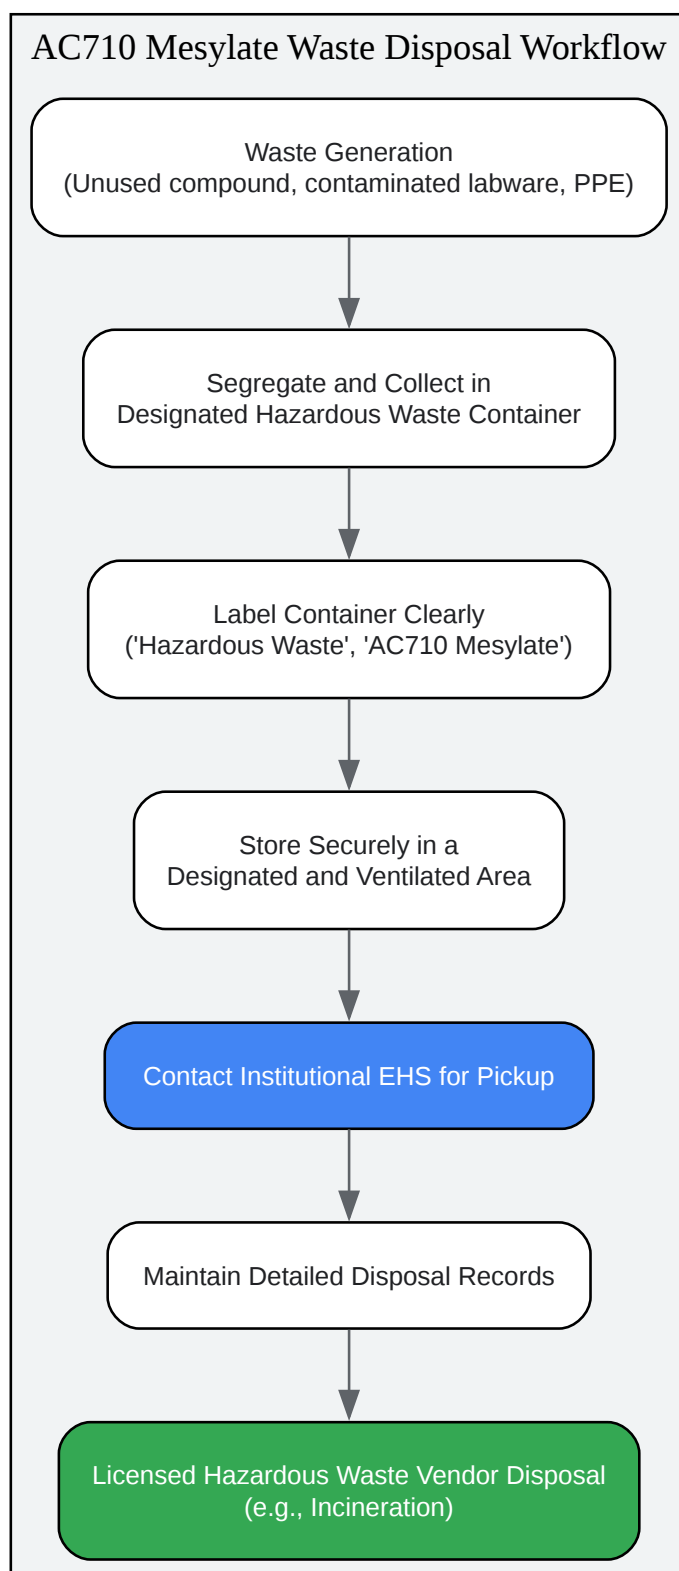 AC710 Mesylate Waste Disposal Workflow
Waste Generation
(Unused compound, contaminated labware, PPE)
Segregate and Collect in
Designated Hazardous Waste Container
Label Container Clearly
('Hazardous Waste', 'AC710 Mesylate')
Store Securely in a
Designated and Ventilated Area
Contact Institutional EHS for Pickup
Maintain Detailed Disposal Records
Licensed Hazardous Waste Vendor Disposal
(e.g., Incineration)